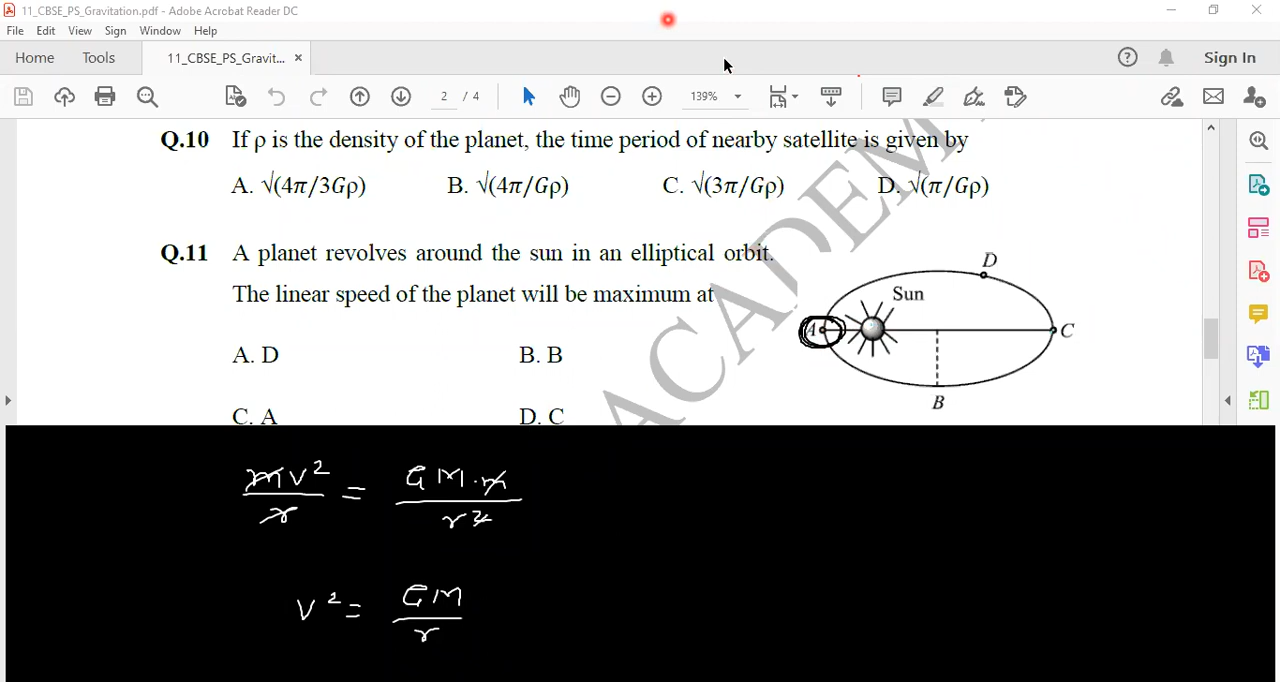 11_CBSE_PS_Gravitation.pdf - Adobe Acrobat Reader DC
File Edit View Sign Window Help
Home Tools 11_CBSE_PS_Gravit... × Sign In
2 / 4 139%
Q.10 If ρ is the density of the planet, the time period of nearby satellite is given by
A. √(4π/3Gρ) B. √(4π/Gρ) C. √(3π/Gρ) D. √(π/Gρ)
Q.11 A planet revolves around the sun in an elliptical orbit.
The linear speed of the planet will be maximum at
A. D B. B
C. A D. C
D
Sun
A
C
B
ACADEM
ACADEM
mv²/r = GM·m/r²
v² = GM/r